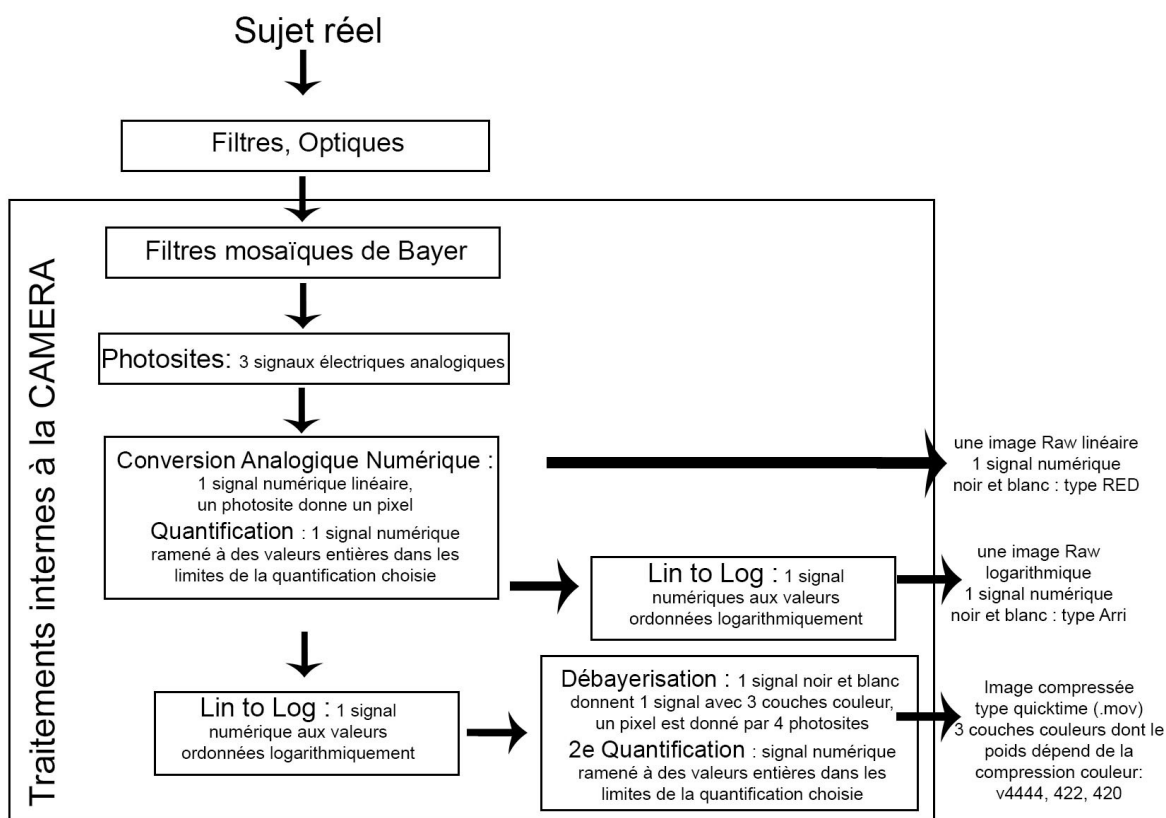 Sujet réel
Filtres, Optiques
Traitements internes à la CAMERA
Filtres mosaïques de Bayer
Photosites: 3 signaux électriques analogiques
Conversion Analogique Numérique :
1 signal numérique linéaire,
un photosite donne un pixel
Quantification : 1 signal numérique
ramené à des valeurs entières dans les
limites de la quantification choisie
une image Raw linéaire
1 signal numérique
noir et blanc : type RED
Lin to Log : 1 signal
numériques aux valeurs
ordonnées logarithmiquement
une image Raw
logarithmique
1 signal numérique
noir et blanc : type Arri
Lin to Log : 1 signal
numérique aux valeurs
ordonnées logarithmiquement
Débayerisation : 1 signal noir et blanc
donnent 1 signal avec 3 couches couleur,
un pixel est donné par 4 photosites
2e Quantification : signal numérique
ramené à des valeurs entières dans les
limites de la quantification choisie
Image compressée
type quicktime (.mov)
3 couches couleurs dont le
poids dépend de la
compression couleur:
v4444, 422, 420